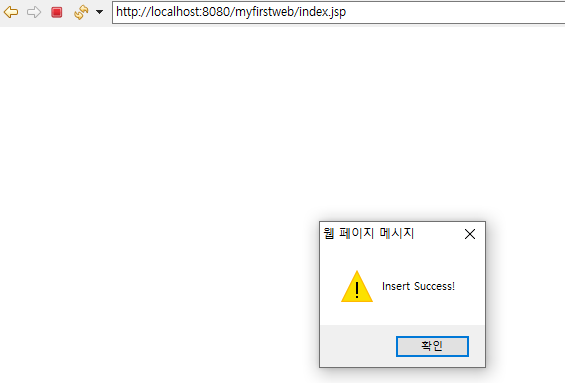 http://localhost:8080/myfirstweb/index.jsp
웹 페이지 메시지
Insert Success!
확인